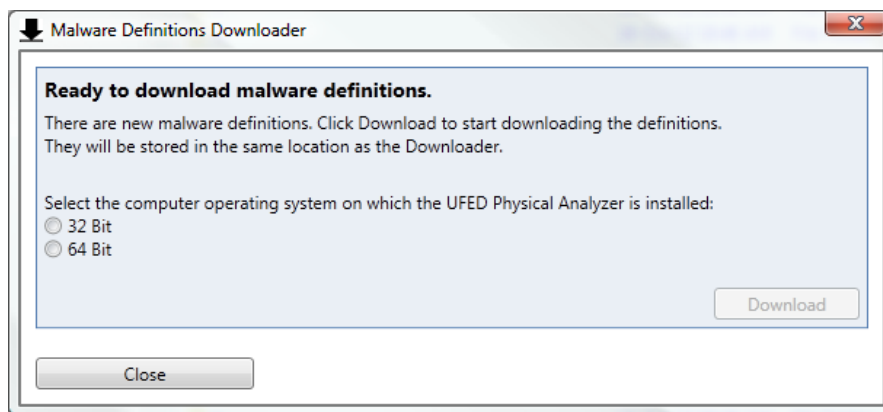 Malware Definitions Downloader
Ready to download malware definitions.
There are new malware definitions. Click Download to start downloading the definitions.
They will be stored in the same location as the Downloader.
Select the computer operating system on which the UFED Physical Analyzer is installed:
32 Bit
64 Bit
Download
Close